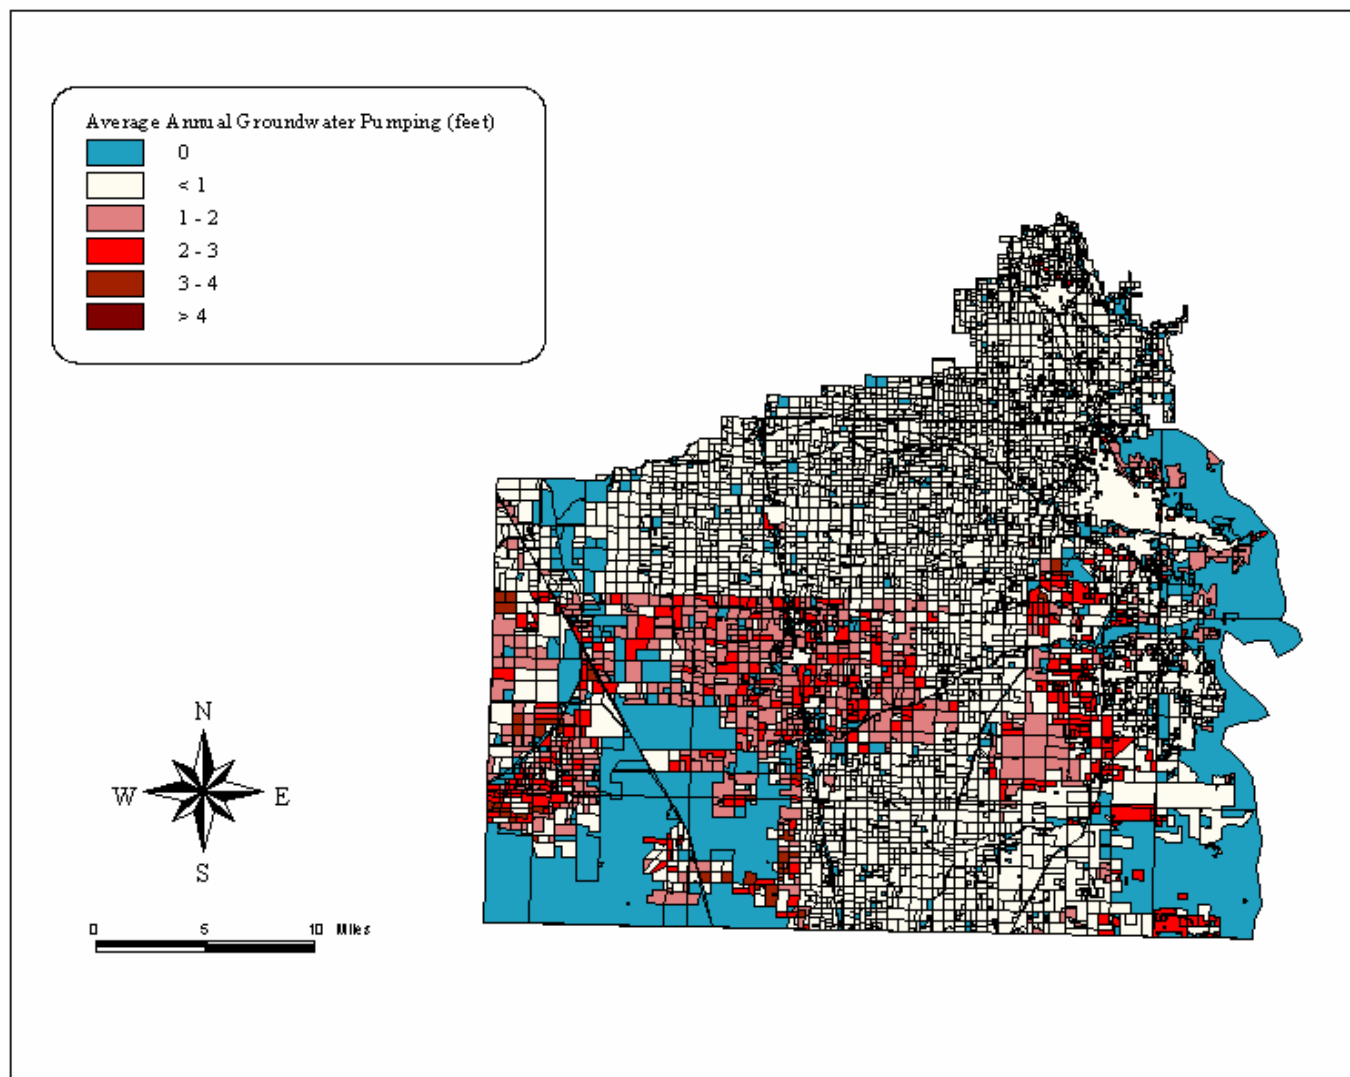 Average Annual Groundwater Pumping (feet)
0
< 1
1 - 2
2 - 3
3 - 4
> 4
N
W E
S
0 5 10 Miles